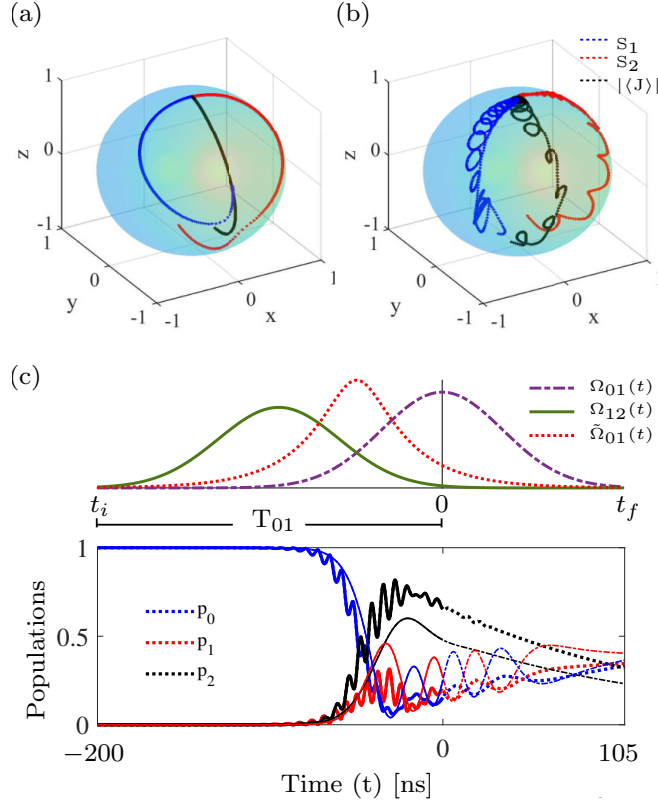 (a)
(b)
S₁
S₂
|⟨J⟩|
1
0
-1
z
1
0
-1
y
-1
0
1
x
1
0
-1
z
1
0
-1
y
-1
0
1
x
(c)
Ω₀₁(t)
Ω₁₂(t)
Ω̃₀₁(t)
tᵢ
0
t_f
T₀₁
1
0.5
0
Populations
p₀
p₁
p₂
−200
0
105
Time (t) [ns]